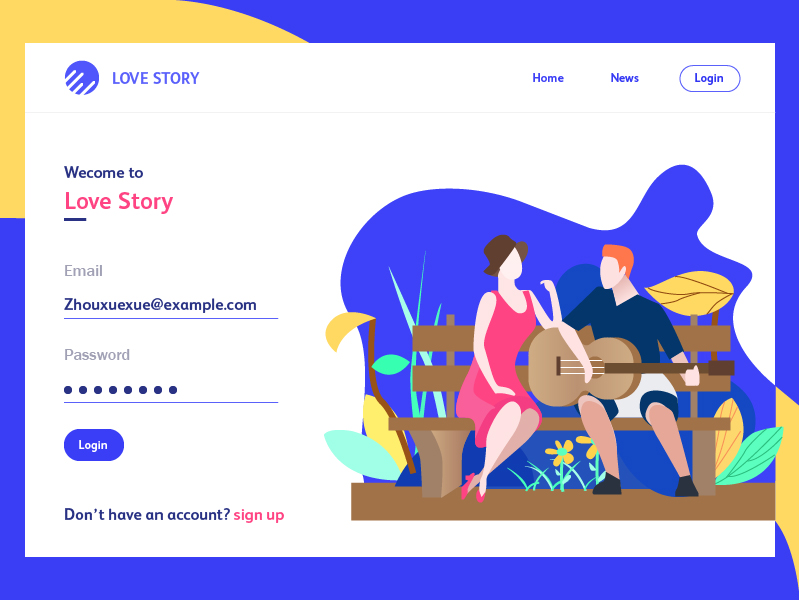 LOVE STORY
Home
News
Login
Wecome to
Love Story
Email
Zhouxuexue@example.com
Password
Login
Don't have an account? sign up